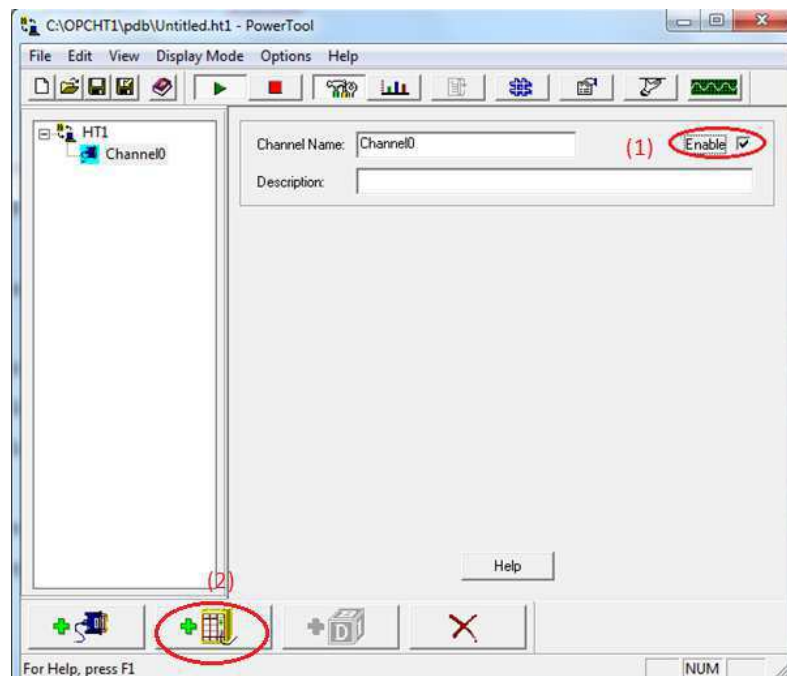 C:\OPCHT1\pdb\Untitled.ht1 - PowerTool
File Edit View Display Mode Options Help
HT1
Channel0
Channel Name: Channel0
(1) Enable
Description:
Help
(2)
D
For Help, press F1
NUM